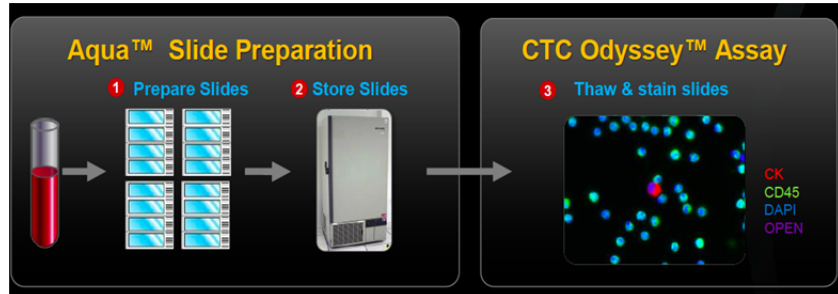 Aqua™ Slide Preparation
1 Prepare Slides
2 Store Slides
CTC Odyssey™ Assay
3 Thaw & stain slides
CK
CD45
DAPI
OPEN